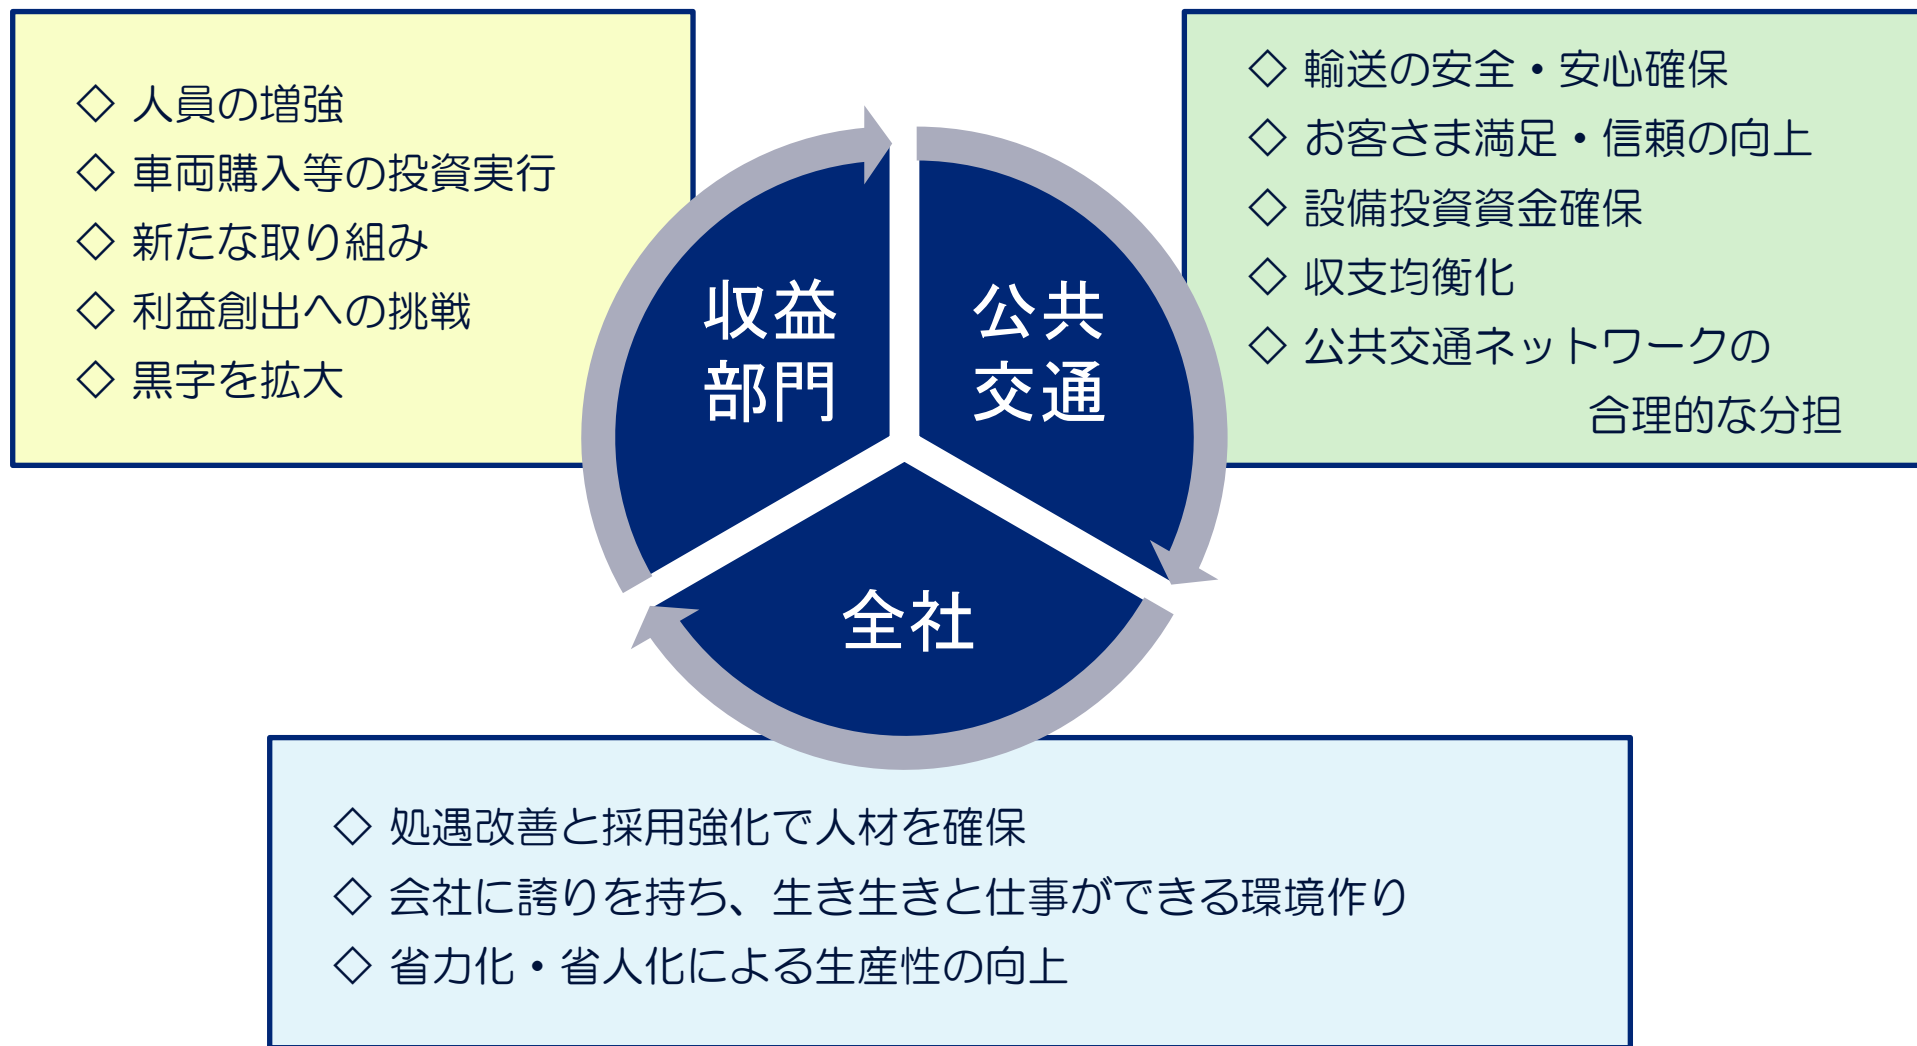 ◇ 人員の増強
◇ 車両購入等の投資実行
◇ 新たな取り組み
◇ 利益創出への挑戦
◇ 黒字を拡大
◇ 輸送の安全・安心確保
◇ お客さま満足・信頼の向上
◇ 設備投資資金確保
◇ 収支均衡化
◇ 公共交通ネットワークの
合理的な分担
収益
部門
公共
交通
全社
◇ 処遇改善と採用強化で人材を確保
◇ 会社に誇りを持ち、生き生きと仕事ができる環境作り
◇ 省力化・省人化による生産性の向上